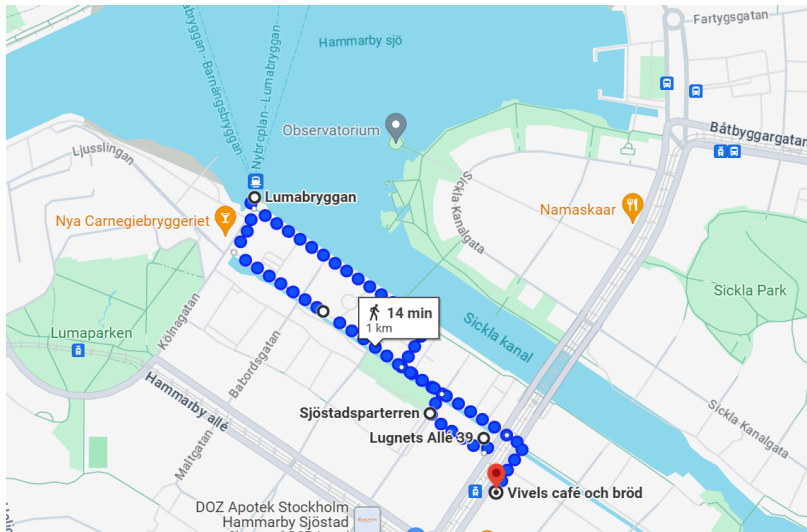 Fartygsgatan
Hammarby sjö
bryggan - Barnängsbryggan
Nybroplan - Lumabryggan
Observatorium
Båtbyggargatan
Ljusslingan
Lumabryggan
Sickla Kanalgata
Nya Carnegiebryggeriet
Namaskaar
Sickla Park
14 min
1 km
Kölnagatan
Lumaparken
Sickla kanal
Babordsgatan
Hammarby allé
Sjöstadsparterren
Lugnets Allé 39
Sickla Kanalgata
Maltgatan
Vivels café och bröd
DOZ Apotek Stockholm
Hammarby Sjöstad